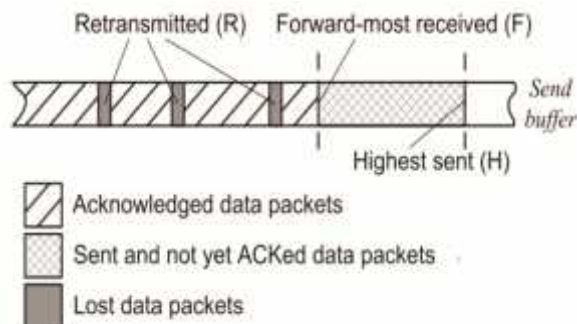 Retransmitted (R) Forward-most received (F)
Send
buffer
Highest sent (H)
Acknowledged data packets
Sent and not yet ACKed data packets
Lost data packets